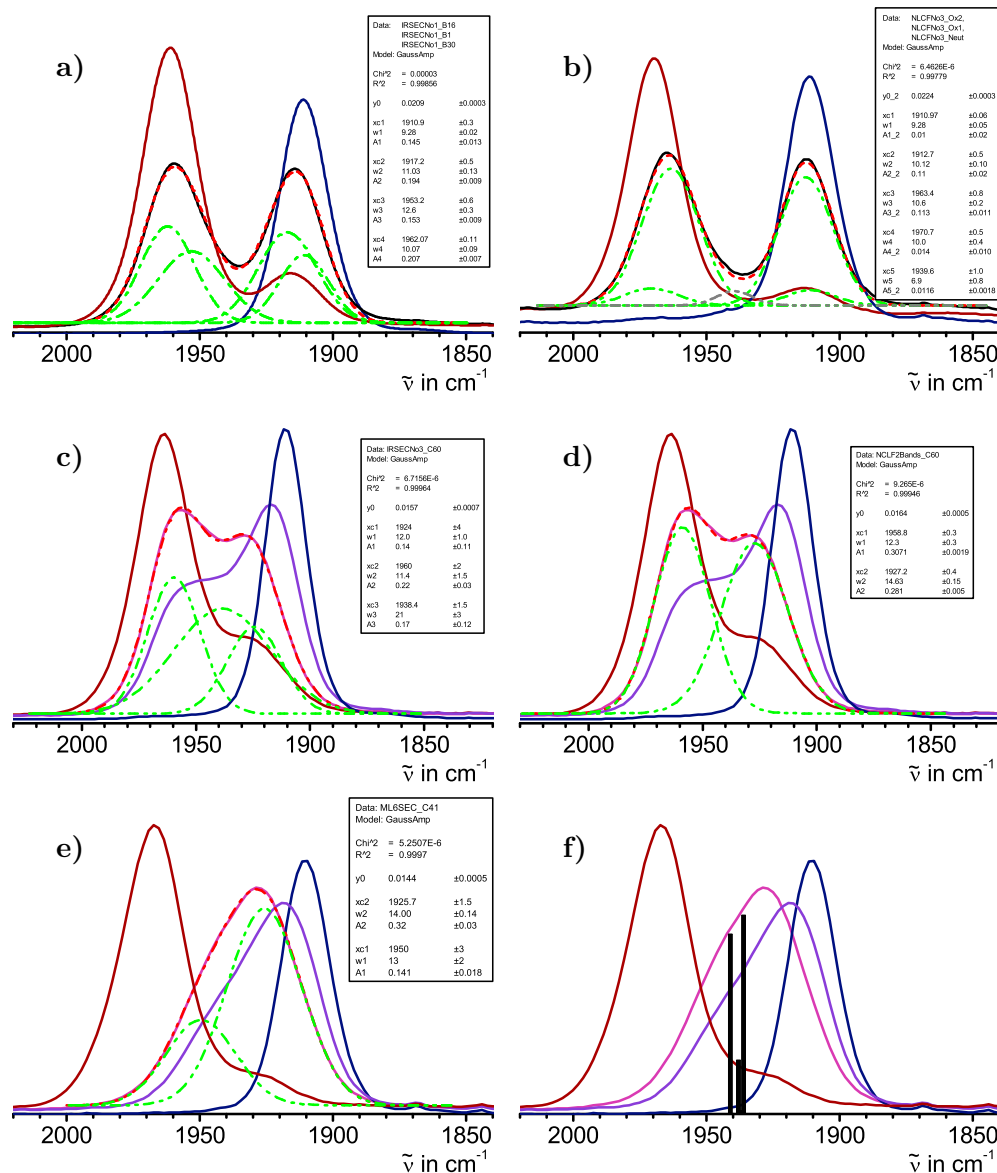 a)
Data: IRSECNo1_B16
IRSECNo1_B1
IRSECNo1_B30
Model: GaussAmp
Chi^2 = 0.00003
R^2 = 0.99856
y0 0.0209 ±0.0003
xc1 1910.9 ±0.3
w1 9.28 ±0.02
A1 0.145 ±0.013
xc2 1917.2 ±0.5
w2 11.03 ±0.13
A2 0.194 ±0.009
xc3 1953.2 ±0.6
w3 12.6 ±0.3
A3 0.153 ±0.009
xc4 1962.07 ±0.11
w4 10.07 ±0.09
A4 0.207 ±0.007
2000 1950 1900 1850
ṽ in cm-1
b)
Data: NLCFNo3_Ox2,
NLCFNo3_Ox1,
NLCFNo3_Neut
Model: GaussAmp
Chi^2 = 6.4626E-6
R^2 = 0.99779
y0_2 0.0224 ±0.0003
xc1 1910.97 ±0.06
w1 9.28 ±0.05
A1_2 0.01 ±0.02
xc2 1912.7 ±0.5
w2 10.12 ±0.10
A2_2 0.11 ±0.02
xc3 1963.4 ±0.8
w3 10.6 ±0.2
A3_2 0.113 ±0.011
xc4 1970.7 ±0.5
w4 10.0 ±0.4
A4_2 0.014 ±0.010
xc5 1939.6 ±1.0
w5 6.9 ±0.8
A5_2 0.0116 ±0.0018
2000 1950 1900 1850
ṽ in cm-1
c)
Data: IRSECNo3_C60
Model: GaussAmp
Chi^2 = 6.7156E-6
R^2 = 0.99964
y0 0.0157 ±0.0007
xc1 1924 ±4
w1 12.0 ±1.0
A1 0.14 ±0.11
xc2 1960 ±2
w2 11.4 ±1.5
A2 0.22 ±0.03
xc3 1938.4 ±1.5
w3 21 ±3
A3 0.17 ±0.12
2000 1950 1900 1850
ṽ in cm-1
d)
Data: NCLF2Bands_C60
Model: GaussAmp
Chi^2 = 9.265E-6
R^2 = 0.99946
y0 0.0164 ±0.0005
xc1 1958.8 ±0.3
w1 12.3 ±0.3
A1 0.3071 ±0.0019
xc2 1927.2 ±0.4
w2 14.63 ±0.15
A2 0.281 ±0.005
2000 1950 1900 1850
ṽ in cm-1
e)
Data: ML6SEC_C41
Model: GaussAmp
Chi^2 = 5.2507E-6
R^2 = 0.9997
y0 0.0144 ±0.0005
xc2 1925.7 ±1.5
w2 14.00 ±0.14
A2 0.32 ±0.03
xc1 1950 ±3
w1 13 ±2
A1 0.141 ±0.018
2000 1950 1900 1850
ṽ in cm-1
f)
2000 1950 1900 1850
ṽ in cm-1